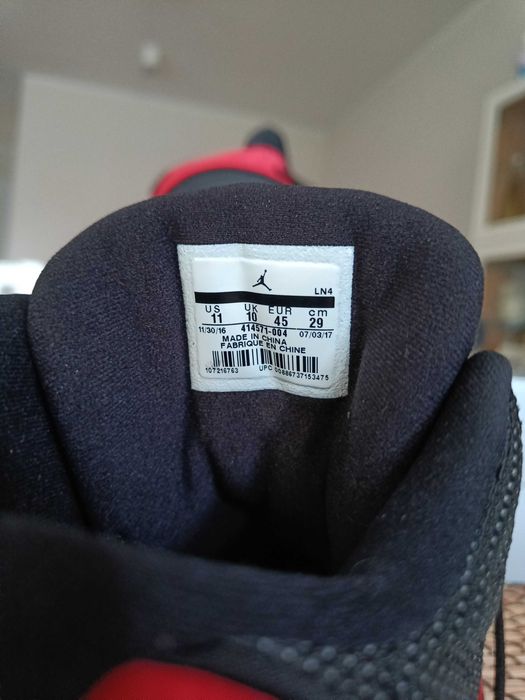 LN4
US UK EUR cm
11 10 45 29
11/30/16 414571-004 07/03/17
MADE IN CHINA
FABRIQUE EN CHINE
107216763 UPC 00886737153475